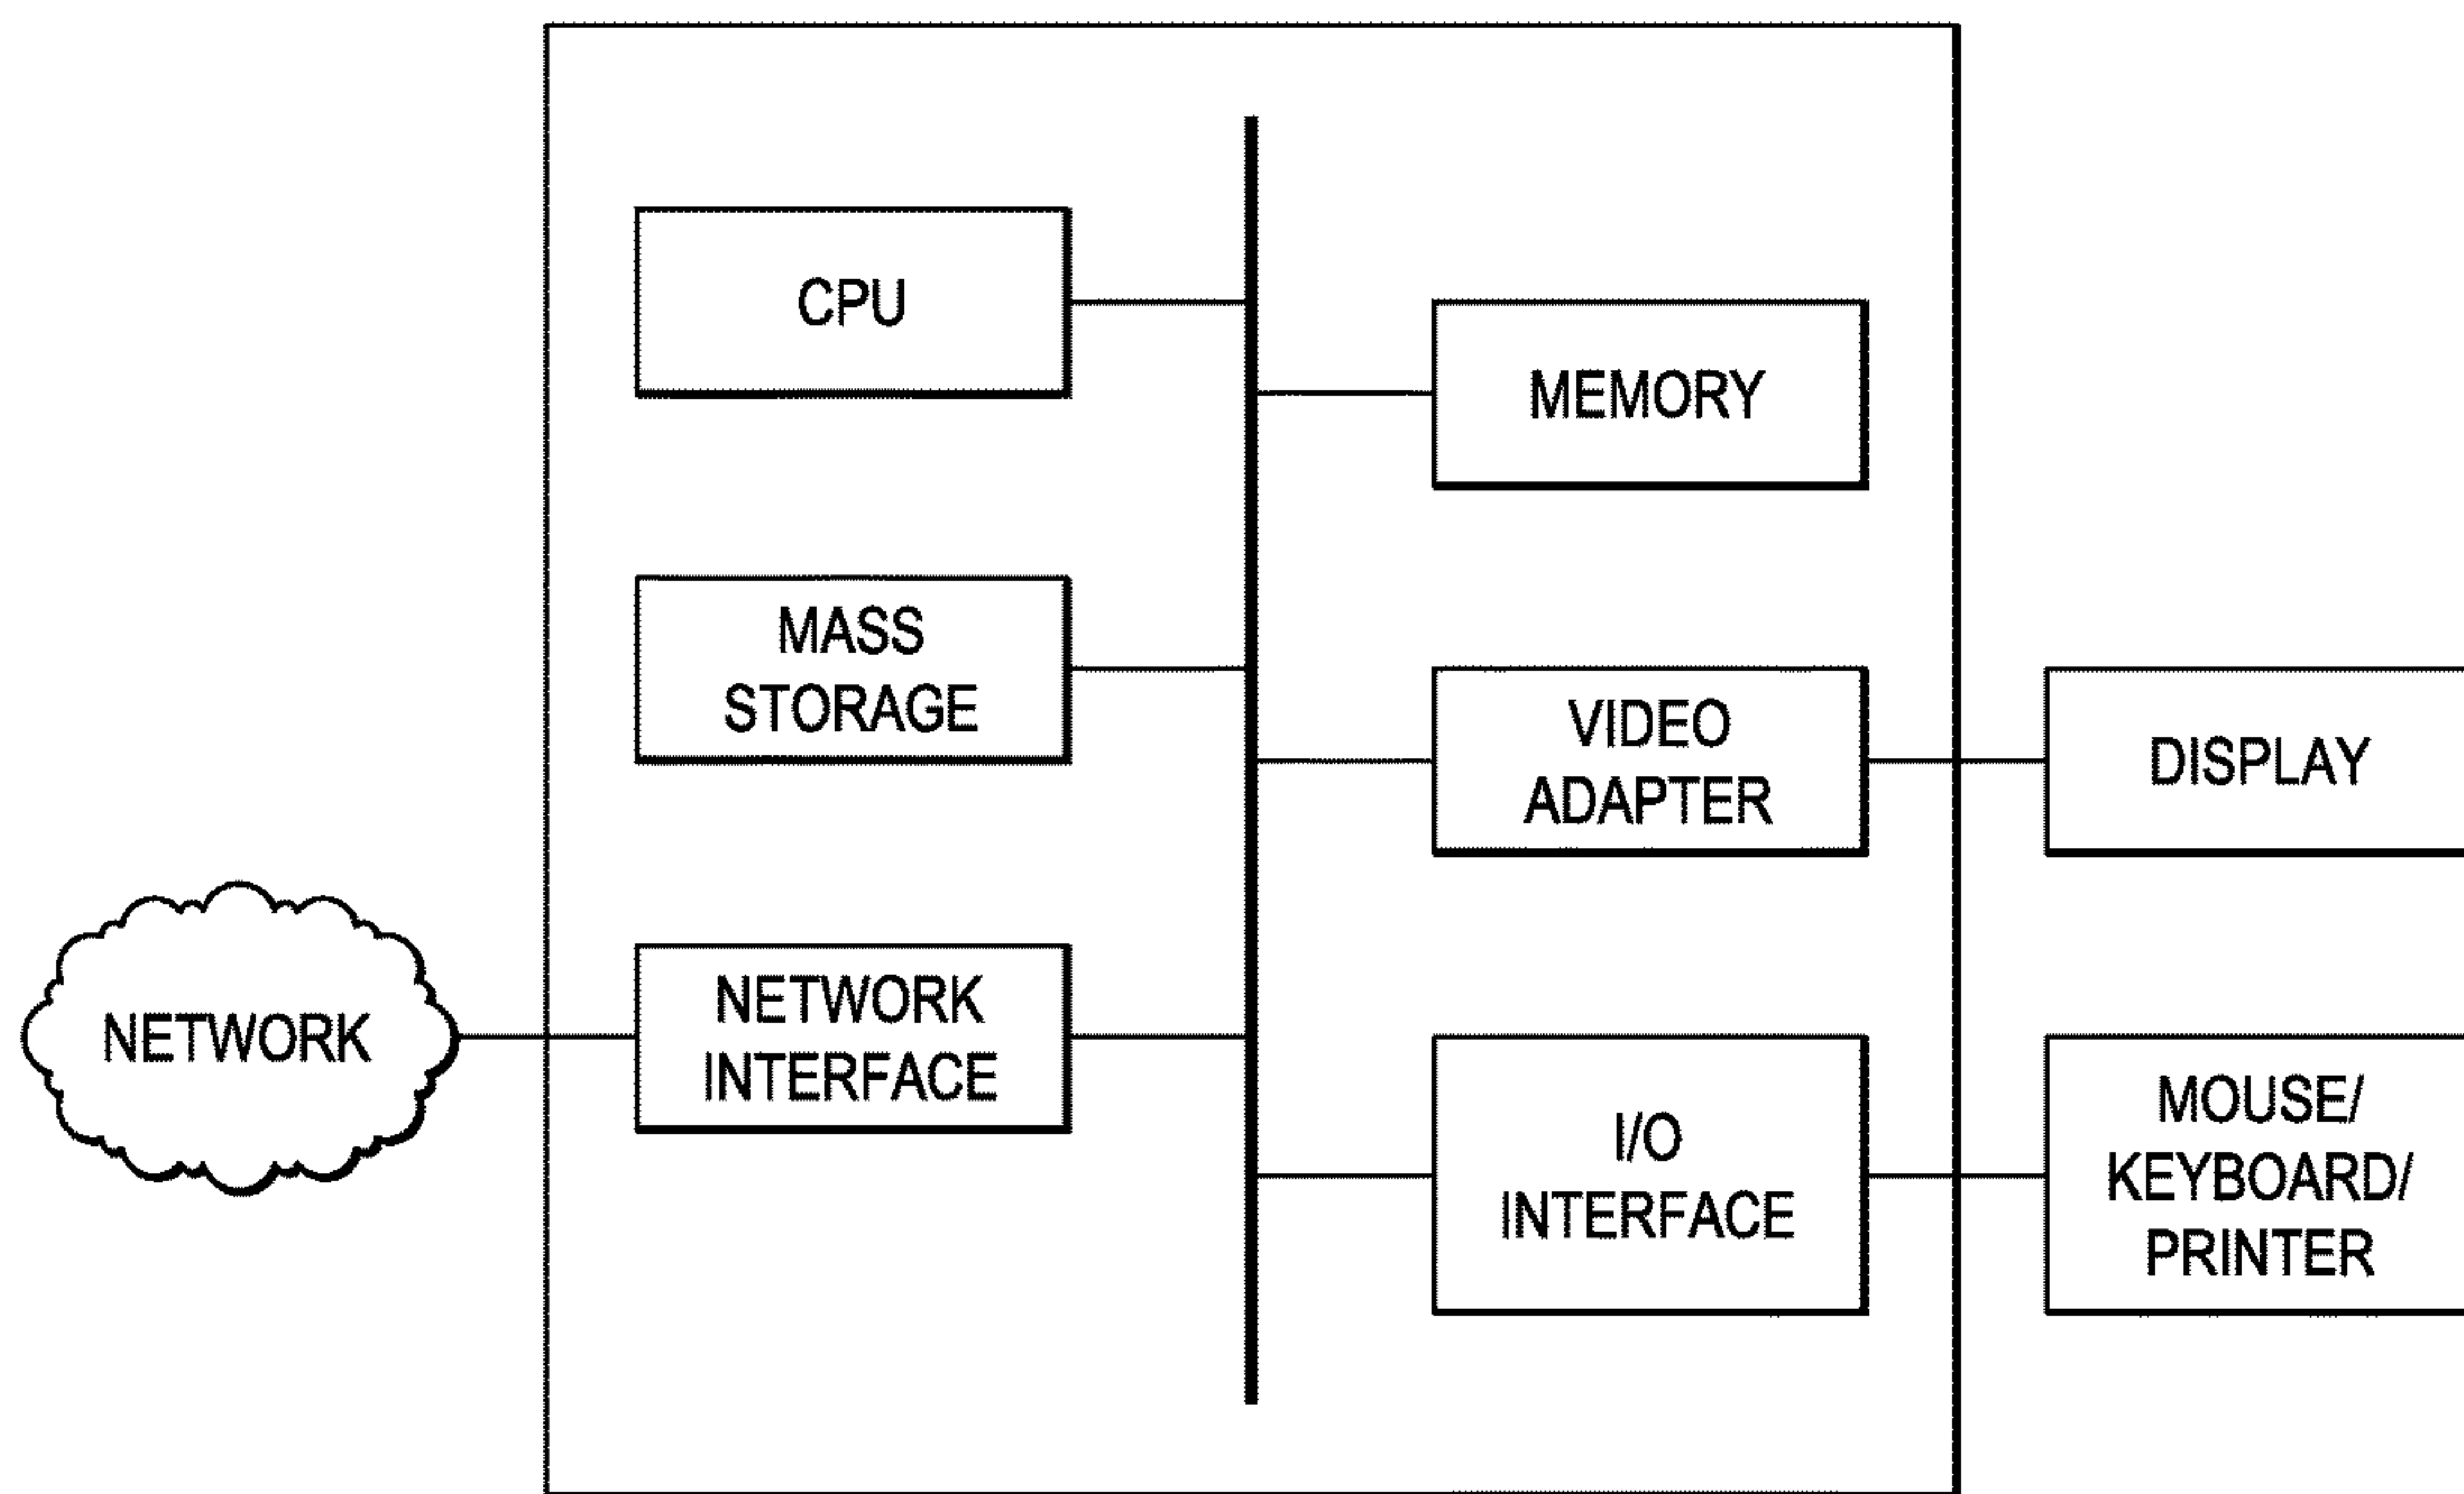 CPU
MEMORY
MASS
STORAGE
VIDEO
ADAPTER
DISPLAY
NETWORK
NETWORK
INTERFACE
I/O
INTERFACE
MOUSE/
KEYBOARD/
PRINTER